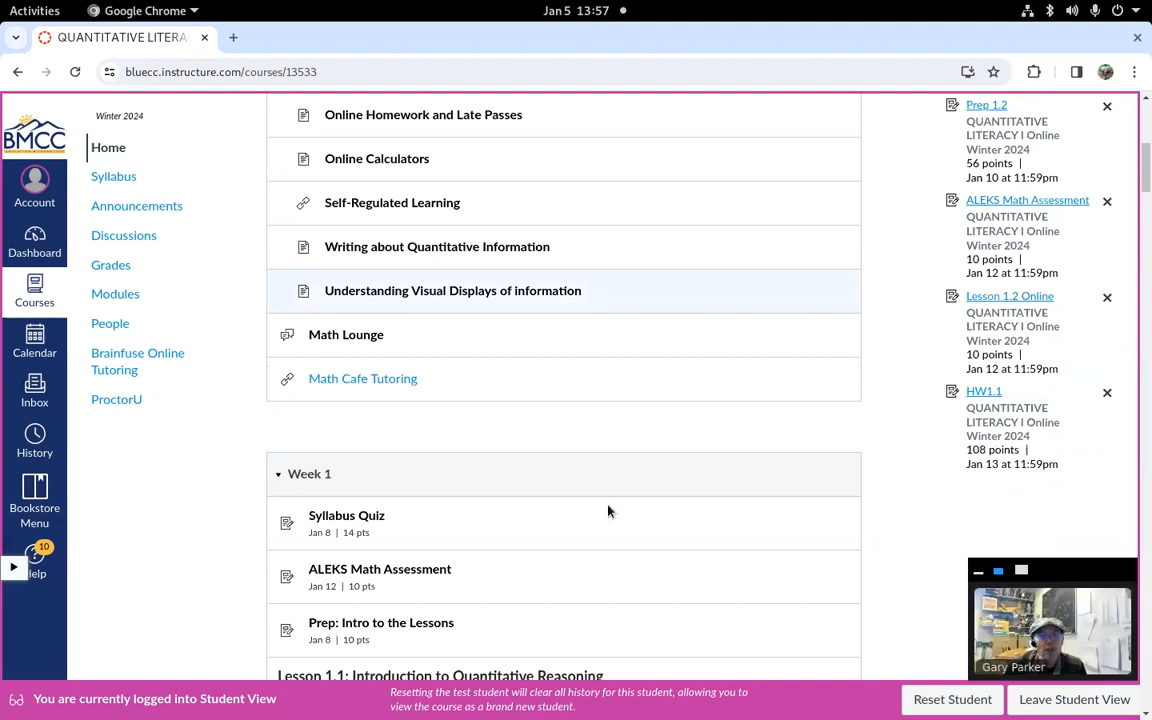 Activities
Google Chrome
Jan 5 13:57
QUANTITATIVE LITERA
bluecc.instructure.com/courses/13533
BMCC
Account
Dashboard
Courses
Calendar
Inbox
History
Bookstore
Menu
10
Help
Winter 2024
Home
Syllabus
Announcements
Discussions
Grades
Modules
People
Brainfuse Online
Tutoring
ProctorU
Online Homework and Late Passes
Online Calculators
Self-Regulated Learning
Writing about Quantitative Information
Understanding Visual Displays of information
Math Lounge
Math Cafe Tutoring
Week 1
Syllabus Quiz
Jan 8 | 14 pts
ALEKS Math Assessment
Jan 12 | 10 pts
Prep: Intro to the Lessons
Jan 8 | 10 pts
Lesson 1.1: Introduction to Quantitative Reasoning
Prep 1.2
QUANTITATIVE
LITERACY I Online
Winter 2024
56 points |
Jan 10 at 11:59pm
ALEKS Math Assessment
QUANTITATIVE
LITERACY I Online
Winter 2024
10 points |
Jan 12 at 11:59pm
Lesson 1.2 Online
QUANTITATIVE
LITERACY I Online
Winter 2024
10 points |
Jan 12 at 11:59pm
HW1.1
QUANTITATIVE
LITERACY I Online
Winter 2024
108 points |
Jan 13 at 11:59pm
Gary Parker
You are currently logged into Student View
Resetting the test student will clear all history for this student, allowing you to
view the course as a brand new student.
Reset Student
Leave Student View